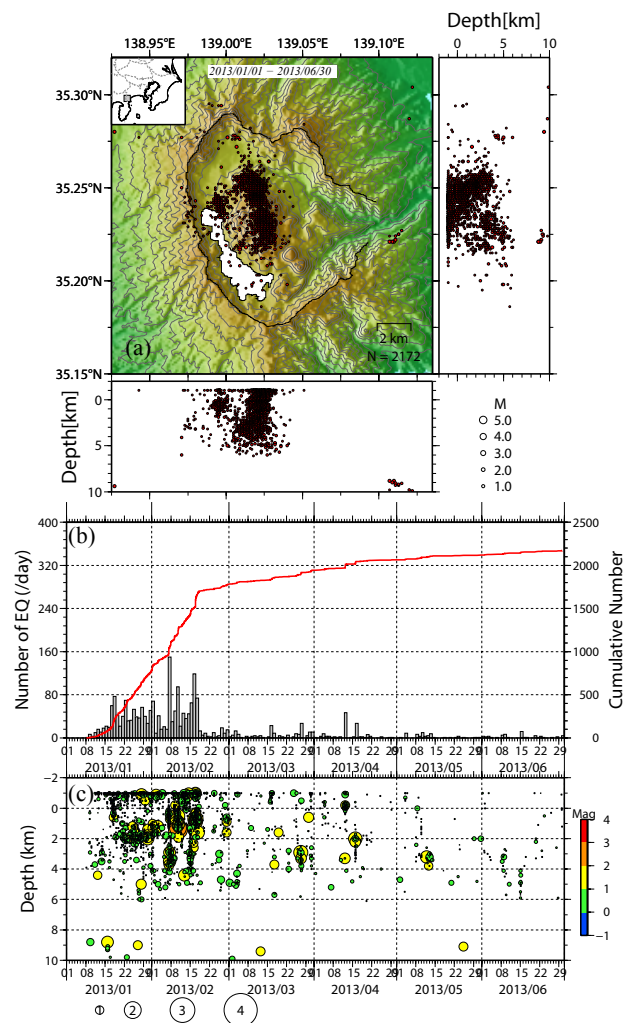 Depth[km]
138.95°E 139.00°E 139.05°E 139.10°E
0 5 10
2013/01/01 − 2013/06/30
35.30°N
35.25°N
35.20°N
35.15°N
(a)
2 km
N = 2172
Depth[km]
0
5
10
M
5.0
4.0
3.0
2.0
1.0
(b)
Number of EQ (/day)
400
320
240
160
80
0
Cumulative Number
2500
2000
1500
1000
500
0
01 08 15 22 29 01 08 15 22 01 08 15 22 29 01 08 15 22 29 01 08 15 22 29 01 08 15 22 29
2013/01 2013/02 2013/03 2013/04 2013/05 2013/06
(c)
Depth (km)
−2
0
2
4
6
8
10
Mag
4
3
2
1
0
−1
01 08 15 22 29 01 08 15 22 01 08 15 22 29 01 08 15 22 29 01 08 15 22 29 01 08 15 22 29
2013/01 2013/02 2013/03 2013/04 2013/05 2013/06
1 2 3 4